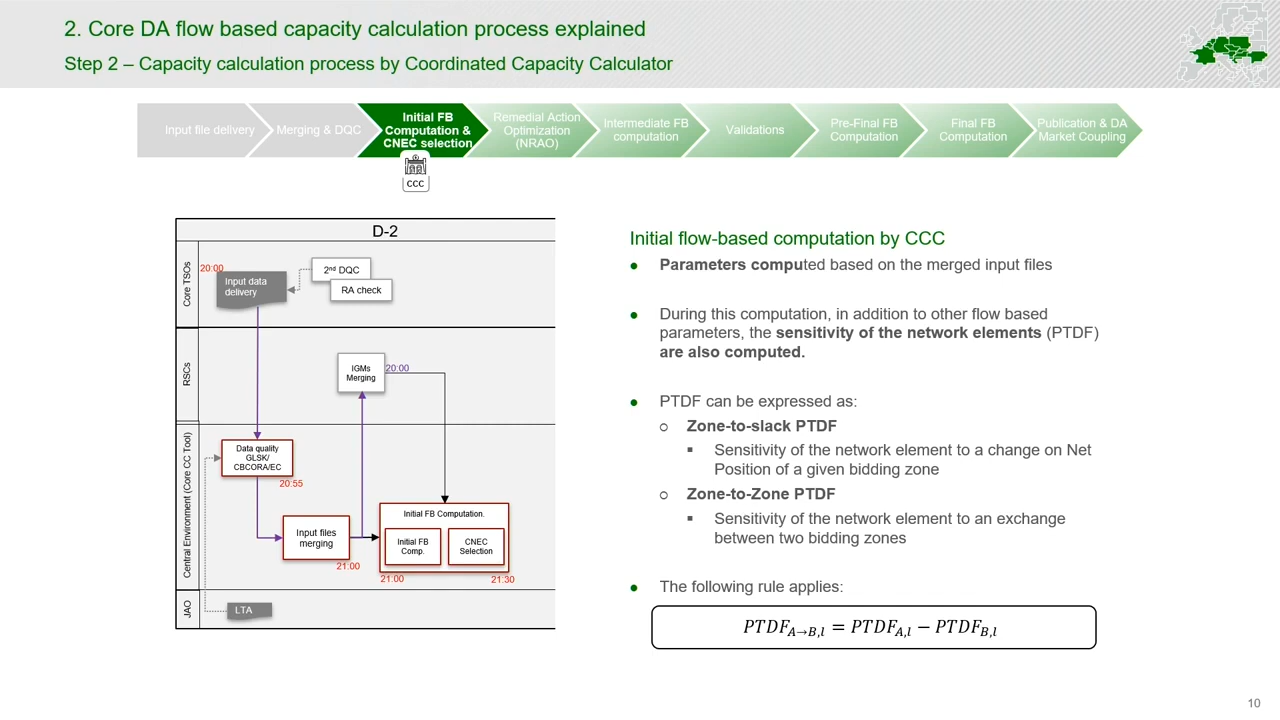 2. Core DA flow based capacity calculation process explained
Step 2 – Capacity calculation process by Coordinated Capacity Calculator
Input file delivery
Merging & DQC
Initial FB
Computation &
CNEC selection
Remedial Action
Optimization
(NRAO)
Intermediate FB
computation
Validations
Pre-Final FB
Computation
Final FB
Computation
Publication & DA
Market Coupling
CCC
D-2
Core TSOs
20:00
Input data
delivery
2nd DQC
RA check
RSCs
IGMs
Merging
20:00
Central Environment (Core CC Tool)
Data quality
GLSK/
CBCORA/EC
20:55
Input files
merging
21:00
Initial FB Computation.
Initial FB
Comp.
CNEC
Selection
21:00
21:30
JAO
LTA
Initial flow-based computation by CCC
● Parameters computed based on the merged input files
● During this computation, in addition to other flow based
parameters, the sensitivity of the network elements (PTDF)
are also computed.
● PTDF can be expressed as:
o Zone-to-slack PTDF
▪ Sensitivity of the network element to a change on Net
Position of a given bidding zone
o Zone-to-Zone PTDF
▪ Sensitivity of the network element to an exchange
between two bidding zones
● The following rule applies:
PTDF_{A→B,l} = PTDF_{A,l} − PTDF_{B,l}
10